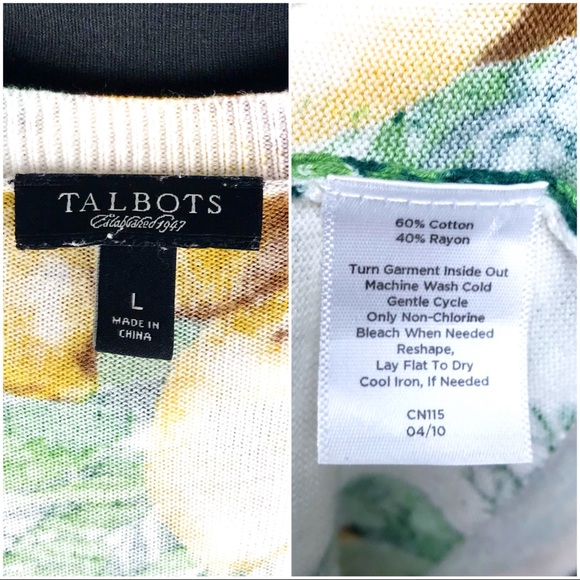 TALBOTS
Established 1947
L
MADE IN
CHINA
60% Cotton
40% Rayon
Turn Garment Inside Out
Machine Wash Cold
Gentle Cycle
Only Non-Chlorine
Bleach When Needed
Reshape,
Lay Flat To Dry
Cool Iron, If Needed
CN115
04/10